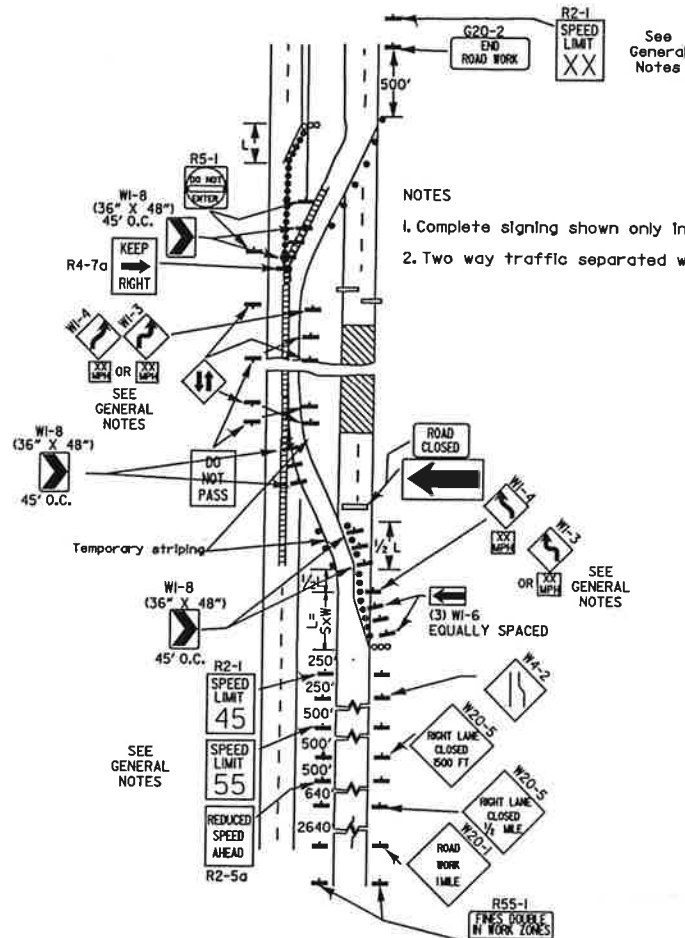 R2-1
SPEED
LIMIT
XX
See
General
Notes
G20-2
END
ROAD WORK
500'
L
R5-1
DO NOT
ENTER
W1-8
(36" X 48")
45' O.C.
KEEP
RIGHT
R4-7a
NOTES
1. Complete signing shown only in
2. Two way traffic separated w
W1-4
W1-3
XX
MPH
OR
XX
MPH
SEE
GENERAL
NOTES
W1-8
(36" X 48")
45' O.C.
DO
NOT
PASS
ROAD
CLOSED
W1-4
XX
MPH
W1-3
OR
XX
MPH
SEE
GENERAL
NOTES
Temporary striping
1/2 L
1/2 L
L=
SxW
W1-8
(36" X 48")
45' O.C.
(3) W1-6
EQUALLY SPACED
R2-1
SPEED
LIMIT
45
250'
250'
500'
500'
500'
640'
2640'
W4-2
SEE
GENERAL
NOTES
SPEED
LIMIT
55
W20-5
RIGHT LANE
CLOSED
1500 FT
REDUCED
SPEED
AHEAD
R2-5a
W20-5
RIGHT LANE
CLOSED
1/2 MILE
W20-1
ROAD
WORK
1 MILE
R55-1
FINES DOUBLE
IN WORK ZONES